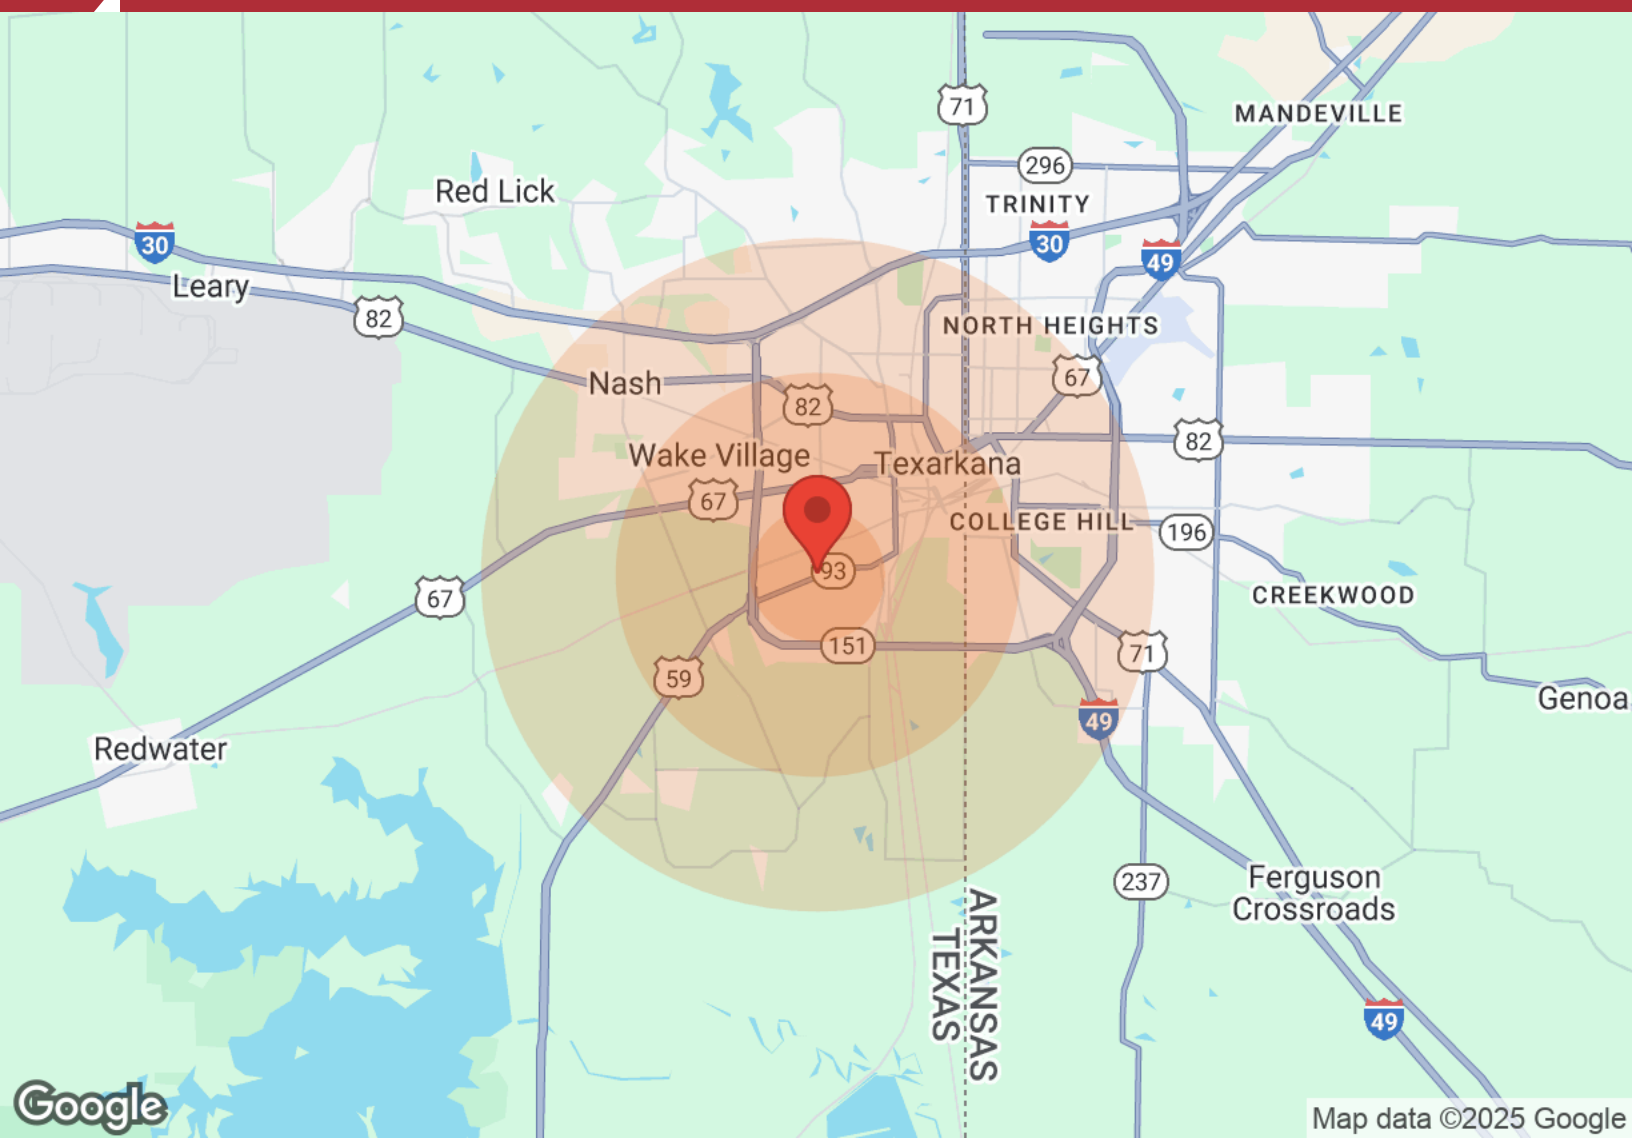 71
MANDEVILLE
296
Red Lick
TRINITY
30
30
49
Leary
82
NORTH HEIGHTS
67
Nash
82
82
Wake Village
Texarkana
67
COLLEGE HILL
196
93
67
CREEKWOOD
151
71
59
Genoa
49
Redwater
237
Ferguson
Crossroads
ARKANSAS
TEXAS
49
Google
Map data ©2025 Google